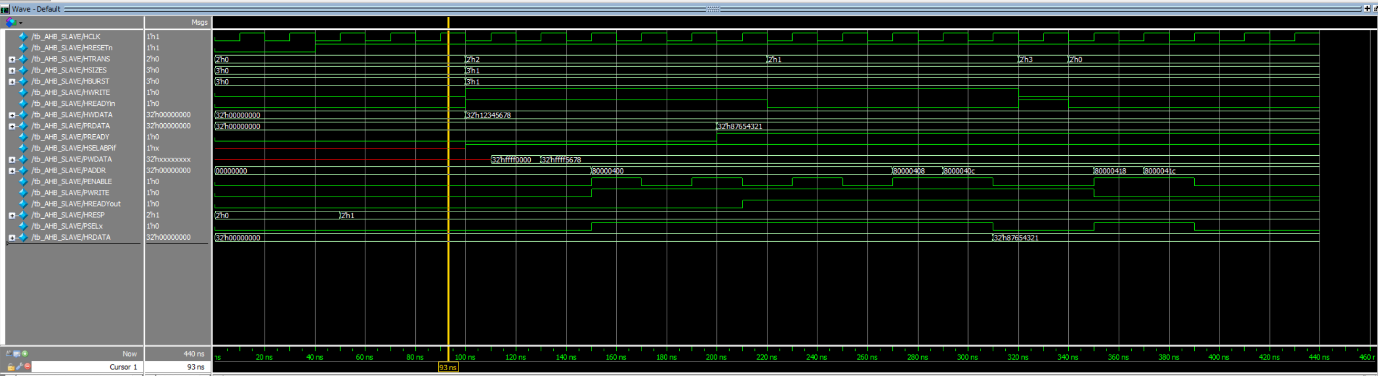 Wave - Default
Msgs
/tb_AHB_SLAVE/HCLK 1'h1
/tb_AHB_SLAVE/HRESETn 1'h1
/tb_AHB_SLAVE/HTRANS 2'h0 2'h0 2'h2 2'h1 2'h3 2'h0
/tb_AHB_SLAVE/HSIZES 3'h0 3'h0 3'h1
/tb_AHB_SLAVE/HBURST 3'h0 3'h0 3'h1
/tb_AHB_SLAVE/HWRITE 1'h0
/tb_AHB_SLAVE/HREADYin 1'h0
/tb_AHB_SLAVE/HWDATA 32'h00000000 32'h00000000 32'h12345678
/tb_AHB_SLAVE/PRDATA 32'h00000000 32'h00000000 32'h87654321
/tb_AHB_SLAVE/PREADY 1'h0
/tb_AHB_SLAVE/HSELABPif 1'hx
/tb_AHB_SLAVE/PWDATA 32'hxxxxxxxx 32'hffff0000 32'hffff5678
/tb_AHB_SLAVE/PADDR 32'h00000000 00000000 80000400 80000408 8000040c 80000418 8000041c
/tb_AHB_SLAVE/PENABLE 1'h0
/tb_AHB_SLAVE/PWRITE 1'h0
/tb_AHB_SLAVE/HREADYout 1'h0
/tb_AHB_SLAVE/HRESP 2'h1 2'h0 2'h1
/tb_AHB_SLAVE/PSELx 1'h0
/tb_AHB_SLAVE/HRDATA 32'h00000000 32'h00000000 32'h87654321
Now 440 ns ns 20 ns 40 ns 60 ns 80 ns 100 ns 120 ns 140 ns 160 ns 180 ns 200 ns 220 ns 240 ns 260 ns 280 ns 300 ns 320 ns 340 ns 360 ns 380 ns 400 ns 420 ns 440 ns 460 r
Cursor 1 93 ns 93 ns